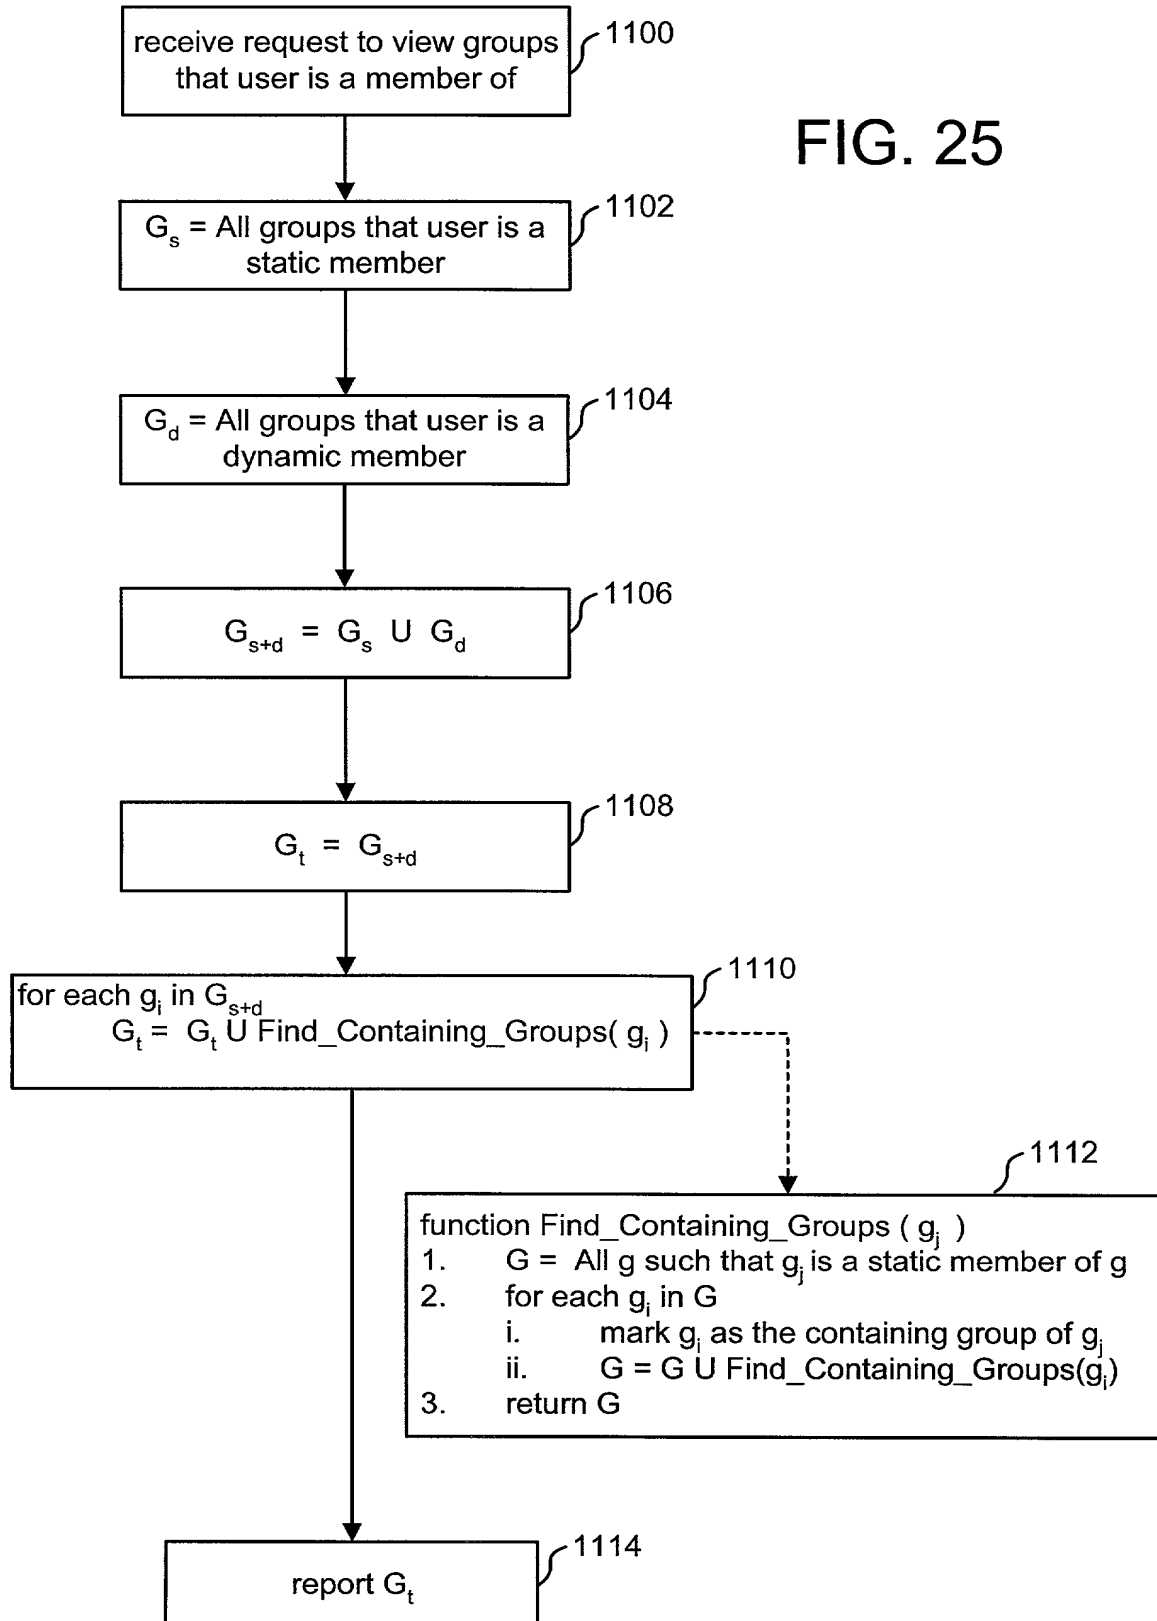 receive request to view groups
that user is a member of
1100
FIG. 25
G_s = All groups that user is a
static member
1102
G_d = All groups that user is a
dynamic member
1104
G_s+d = G_s U G_d
1106
G_t = G_s+d
1108
for each g_i in G_s+d
G_t = G_t U Find_Containing_Groups( g_i )
1110
1112
function Find_Containing_Groups ( g_j )
1. G = All g such that g_j is a static member of g
2. for each g_i in G
i. mark g_i as the containing group of g_j
ii. G = G U Find_Containing_Groups(g_i)
3. return G
report G_t
1114